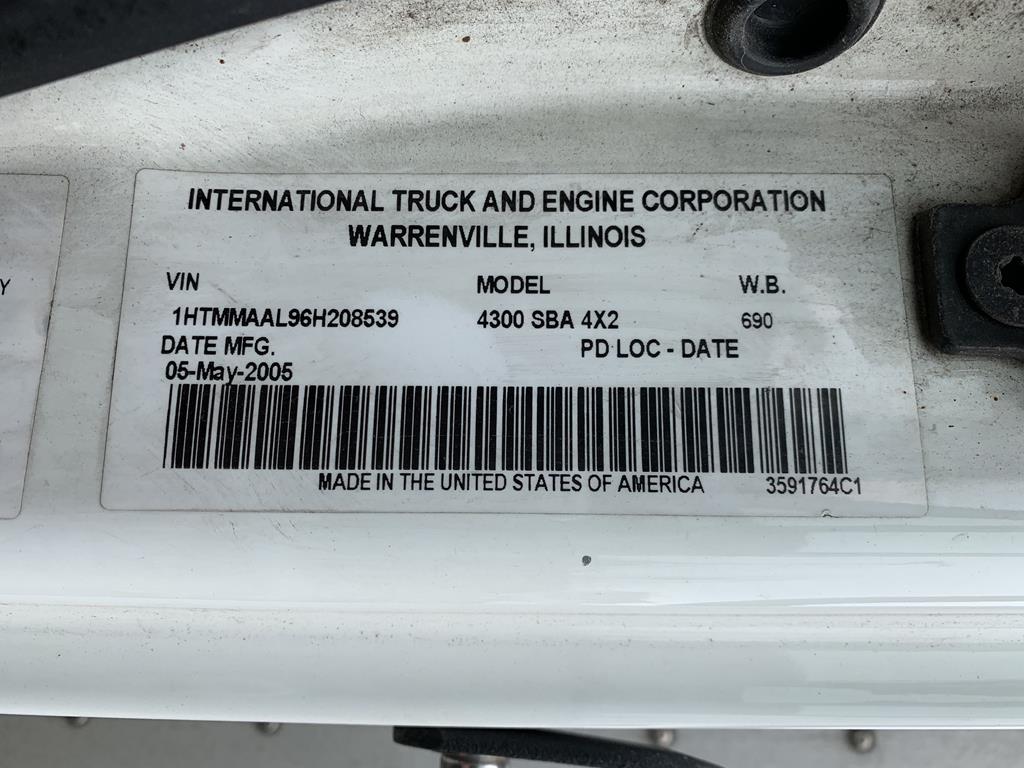 INTERNATIONAL TRUCK AND ENGINE CORPORATION
WARRENVILLE, ILLINOIS
VIN MODEL W.B.
1HTMMAAL96H208539 4300 SBA 4X2 690
DATE MFG. PD LOC - DATE
05-May-2005
MADE IN THE UNITED STATES OF AMERICA 3591764C1
Y